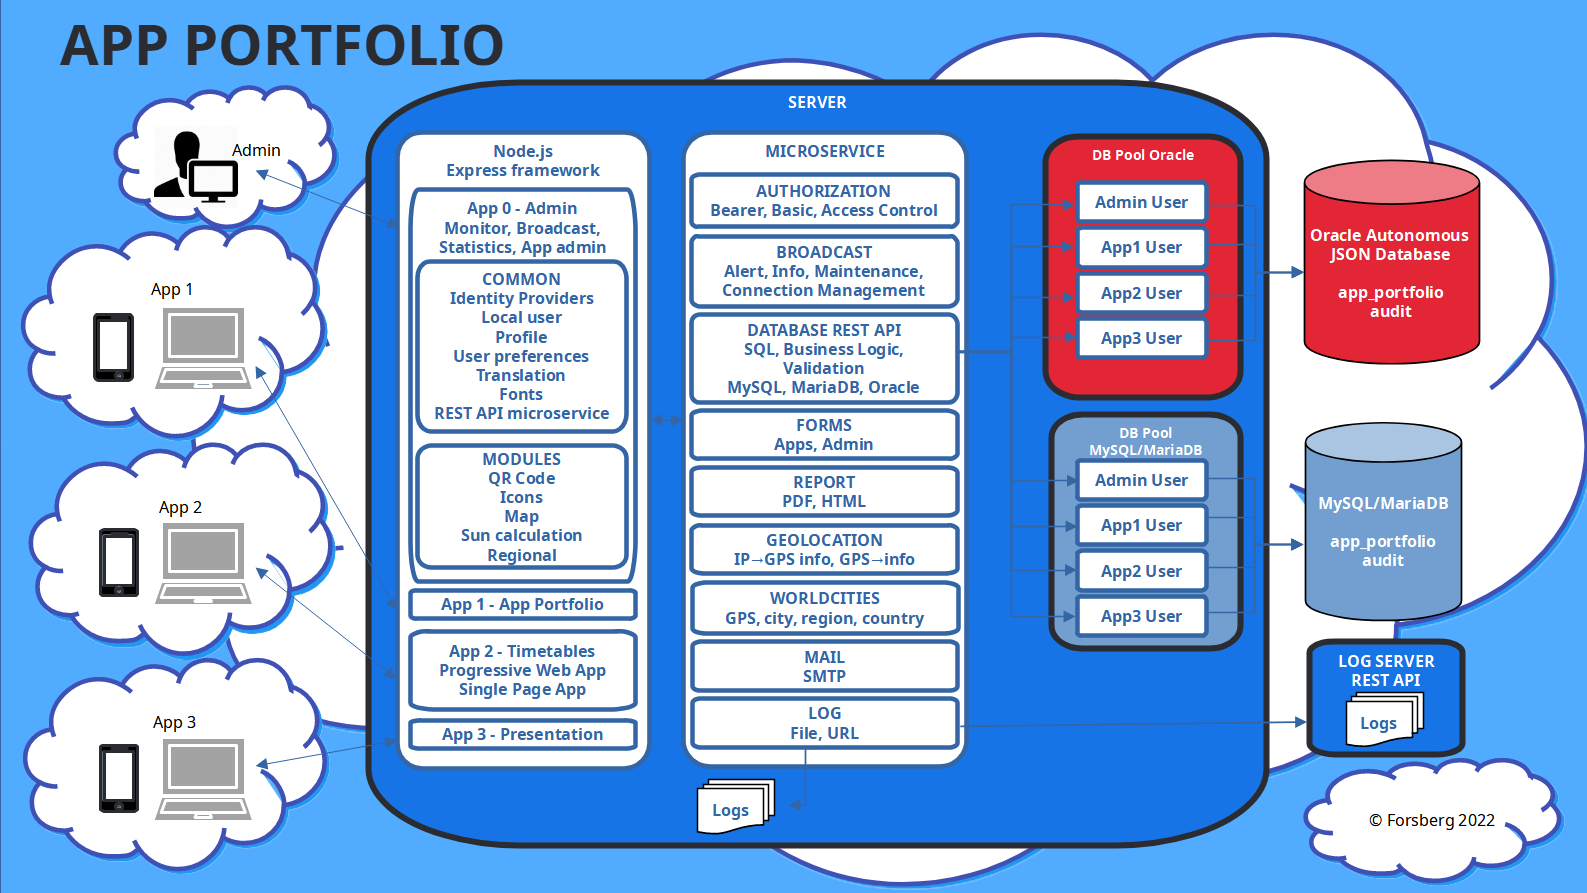 APP PORTFOLIO
SERVER
Admin
App 1
App 2
App 3
Node.js
Express framework
App 0 - Admin
Monitor, Broadcast,
Statistics, App admin
COMMON
Identity Providers
Local user
Profile
User preferences
Translation
Fonts
REST API microservice
MODULES
QR Code
Icons
Map
Sun calculation
Regional
App 1 - App Portfolio
App 2 - Timetables
Progressive Web App
Single Page App
App 3 - Presentation
MICROSERVICE
AUTHORIZATION
Bearer, Basic, Access Control
BROADCAST
Alert, Info, Maintenance,
Connection Management
DATABASE REST API
SQL, Business Logic,
Validation
MySQL, MariaDB, Oracle
FORMS
Apps, Admin
REPORT
PDF, HTML
GEOLOCATION
IP→GPS info, GPS→info
WORLDCITIES
GPS, city, region, country
MAIL
SMTP
LOG
File, URL
Logs
DB Pool Oracle
Admin User
App1 User
App2 User
App3 User
DB Pool
MySQL/MariaDB
Admin User
App1 User
App2 User
App3 User
Oracle Autonomous
JSON Database
app_portfolio
audit
MySQL/MariaDB
app_portfolio
audit
LOG SERVER
REST API
Logs
© Forsberg 2022